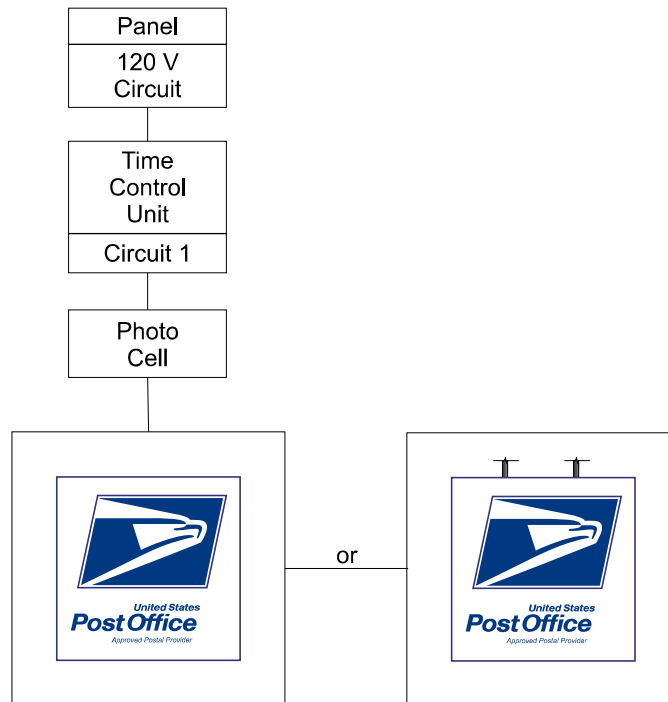 Panel
120 V
Circuit
Time
Control
Unit
Circuit 1
Photo
Cell
or
United States
Post Office
Approved Postal Provider
United States
Post Office
Approved Postal Provider